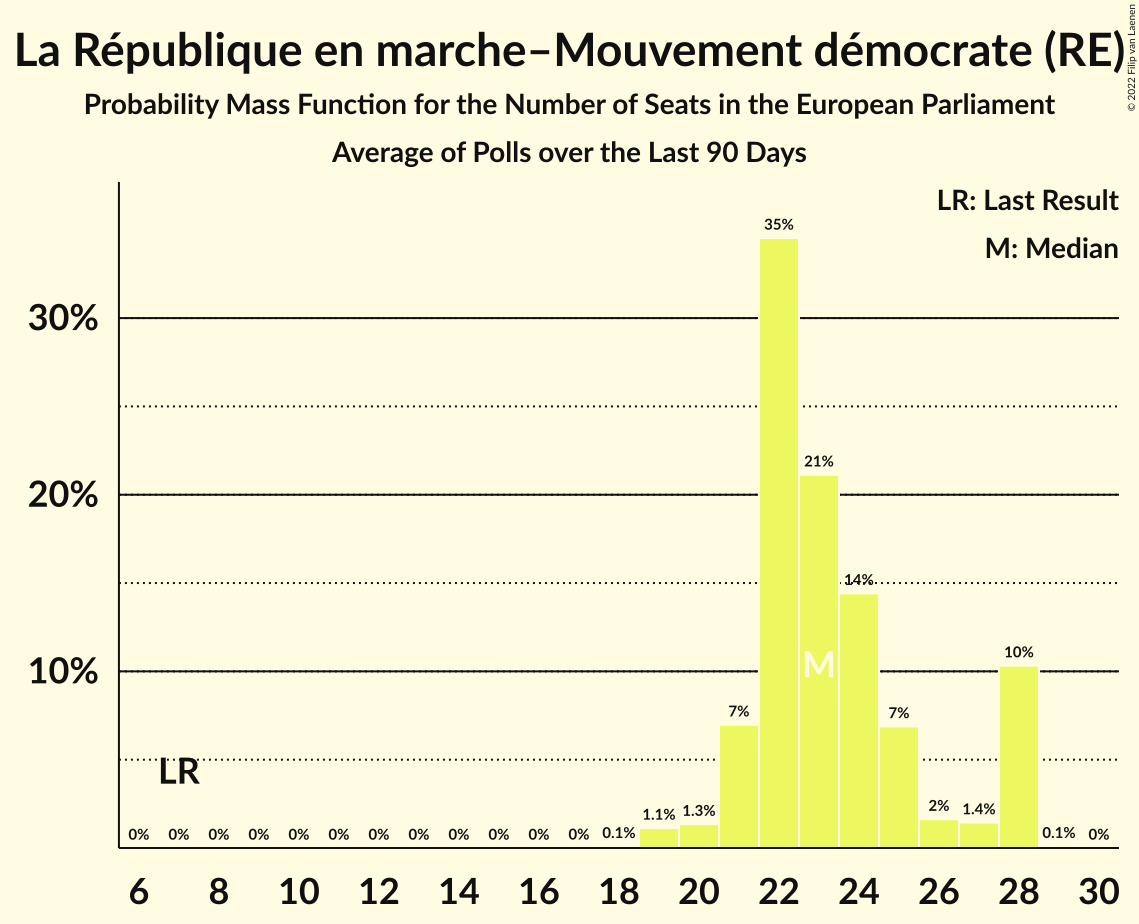 La République en marche–Mouvement démocrate (RE)
© 2022 Filip van Laenen
Probability Mass Function for the Number of Seats in the European Parliament
Average of Polls over the Last 90 Days
LR: Last Result
M: Median
35%
30%
21%
20%
14%
10%
M
10%
7%
7%
LR
0% 0% 0% 0% 0% 0% 0% 0% 0% 0% 0% 0% 0.1% 1.1% 1.3% 2% 1.4% 0.1% 0%
6 8 10 12 14 16 18 20 22 24 26 28 30